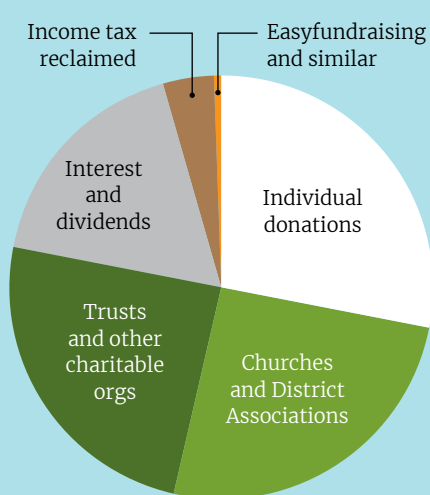 Income tax
reclaimed
Easyfundraising
and similar
Individual
donations
Interest
and
dividends
Trusts
and other
charitable
orgs
Churches
and District
Associations